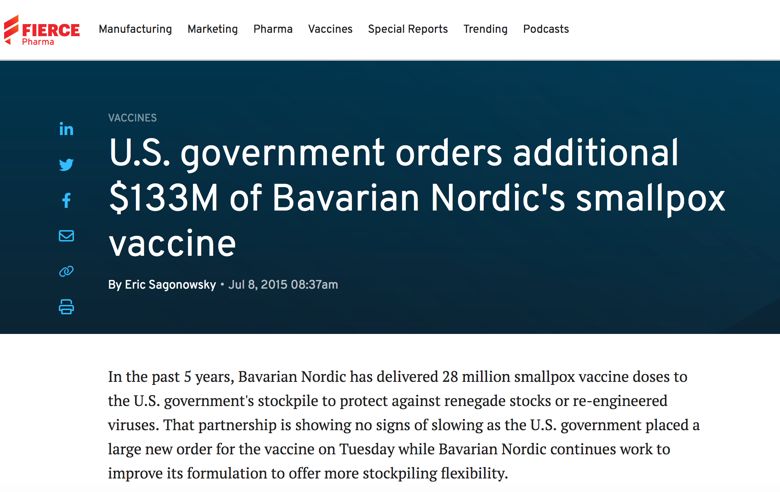 FIERCE
Pharma
Manufacturing Marketing Pharma Vaccines Special Reports Trending Podcasts
VACCINES
U.S. government orders additional
$133M of Bavarian Nordic's smallpox
vaccine
By Eric Sagonowsky • Jul 8, 2015 08:37am
In the past 5 years, Bavarian Nordic has delivered 28 million smallpox vaccine doses to
the U.S. government's stockpile to protect against renegade stocks or re-engineered
viruses. That partnership is showing no signs of slowing as the U.S. government placed a
large new order for the vaccine on Tuesday while Bavarian Nordic continues work to
improve its formulation to offer more stockpiling flexibility.